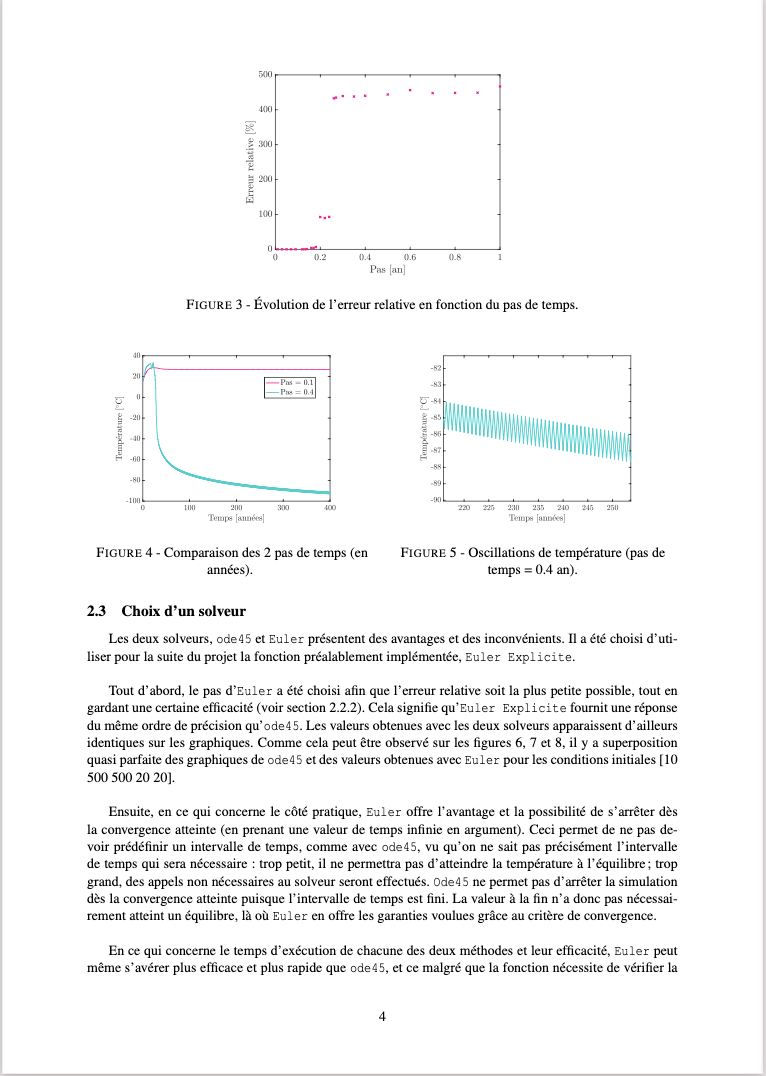 500
400
300
200
100
0
Erreur relative [%]
0 0.2 0.4 0.6 0.8 1
Pas [an]
FIGURE 3 - Évolution de l'erreur relative en fonction du pas de temps.
40
20
0
-20
-40
-60
-80
-100
Température [°C]
Pas = 0.1
Pas = 0.4
0 100 200 300 400
Temps [années]
-82
-83
-84
-85
-86
-87
-88
-89
-90
Température [°C]
220 225 230 235 240 245 250
Temps [années]
FIGURE 4 - Comparaison des 2 pas de temps (en
années).
FIGURE 5 - Oscillations de température (pas de
temps = 0.4 an).
2.3 Choix d'un solveur
Les deux solveurs, ode45 et Euler présentent des avantages et des inconvénients. Il a été choisi d'uti-
liser pour la suite du projet la fonction préalablement implémentée, Euler Explicite.
Tout d'abord, le pas d'Euler a été choisi afin que l'erreur relative soit la plus petite possible, tout en
gardant une certaine efficacité (voir section 2.2.2). Cela signifie qu'Euler Explicite fournit une réponse
du même ordre de précision qu'ode45. Les valeurs obtenues avec les deux solveurs apparaissent d'ailleurs
identiques sur les graphiques. Comme cela peut être observé sur les figures 6, 7 et 8, il y a superposition
quasi parfaite des graphiques de ode45 et des valeurs obtenues avec Euler pour les conditions initiales [10
500 500 20 20].
Ensuite, en ce qui concerne le côté pratique, Euler offre l'avantage et la possibilité de s'arrêter dès
la convergence atteinte (en prenant une valeur de temps infinie en argument). Ceci permet de ne pas de-
voir prédéfinir un intervalle de temps, comme avec ode45, vu qu'on ne sait pas précisément l'intervalle
de temps qui sera nécessaire : trop petit, il ne permettra pas d'atteindre la température à l'équilibre ; trop
grand, des appels non nécessaires au solveur seront effectués. Ode45 ne permet pas d'arrêter la simulation
dès la convergence atteinte puisque l'intervalle de temps est fini. La valeur à la fin n'a donc pas nécessai-
rement atteint un équilibre, là où Euler en offre les garanties voulues grâce au critère de convergence.
En ce qui concerne le temps d'exécution de chacune des deux méthodes et leur efficacité, Euler peut
même s'avérer plus efficace et plus rapide que ode45, et ce malgré que la fonction nécessite de vérifier la
4